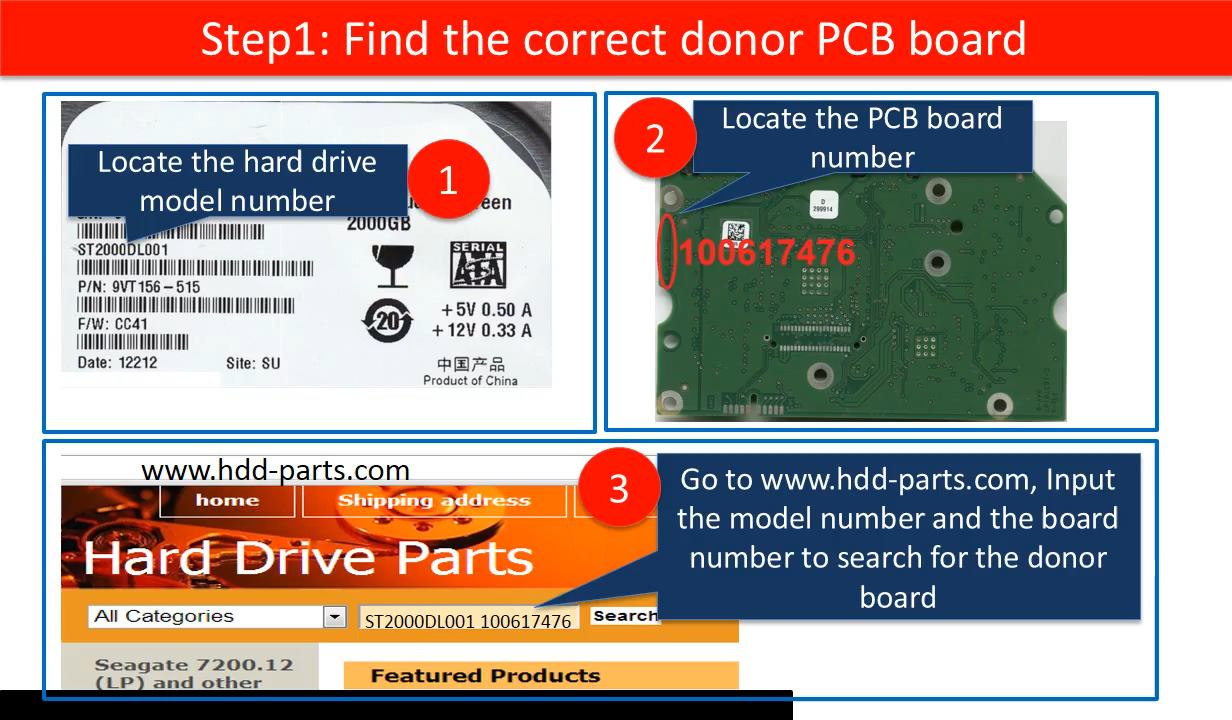 Step1: Find the correct donor PCB board
Locate the hard drive
model number
1
2000GB
ST2000DL001
SERIAL
ATA
P/N: 9VT156-515
+5V 0.50 A
F/W: CC41
20
+12V 0.33 A
Date: 12212
Site: SU
中国产品
Product of China
2
Locate the PCB board
number
D
299914
100617476
www.hdd-parts.com
home
Shipping address
Hard Drive Parts
All Categories
ST2000DL001 100617476
Search
Seagate 7200.12
(LP) and other
Featured Products
3
Go to www.hdd-parts.com, Input
the model number and the board
number to search for the donor
board